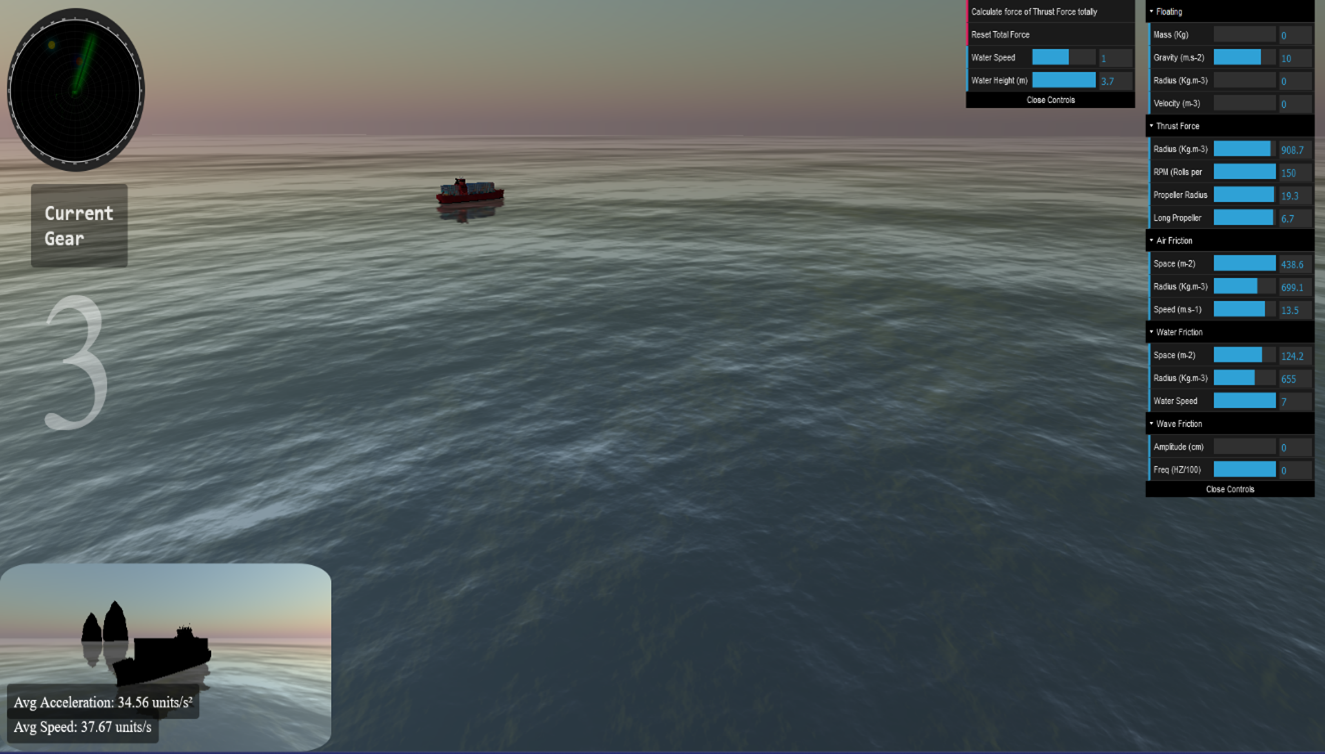 Current
Gear
3
Avg Acceleration: 34.56 units/s²
Avg Speed: 37.67 units/s
Calculate force of Thrust Force totally
Reset Total Force
Water Speed 1
Water Height (m) 3.7
Close Controls
Floating
Mass (Kg) 0
Gravity (m.s-2) 10
Radius (Kg.m-3) 0
Velocity (m-3) 0
Thrust Force
Radius (Kg.m-3) 908.7
RPM (Rolls per 150
Propeller Radius 19.3
Long Propeller 6.7
Air Friction
Space (m-2) 438.6
Radius (Kg.m-3) 699.1
Speed (m.s-1) 13.5
Water Friction
Space (m-2) 124.2
Radius (Kg.m-3) 655
Water Speed 7
Wave Friction
Amplitude (cm) 0
Freq (HZ/100) 0
Close Controls